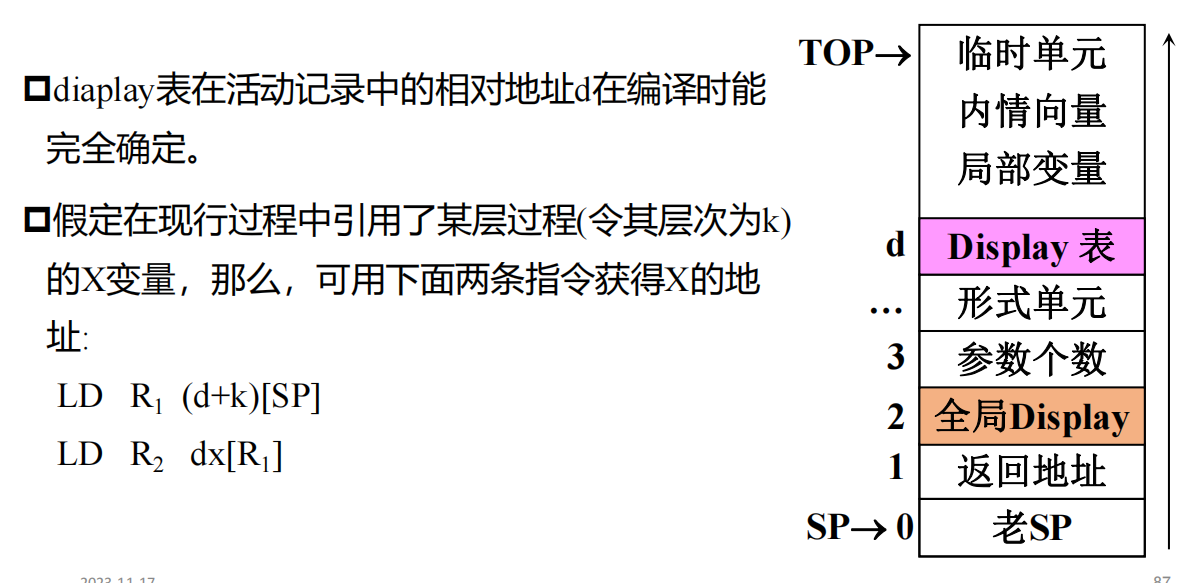 diaplay表在活动记录中的相对地址d在编译时能
完全确定。
假定在现行过程中引用了某层过程(令其层次为k)
的X变量，那么，可用下面两条指令获得X的地
址:
LD R₁ (d+k)[SP]
LD R₂ dx[R₁]
TOP→ 临时单元
内情向量
局部变量
d Display 表
… 形式单元
3 参数个数
2 全局Display
1 返回地址
SP→ 0 老SP
2023-11-17
87